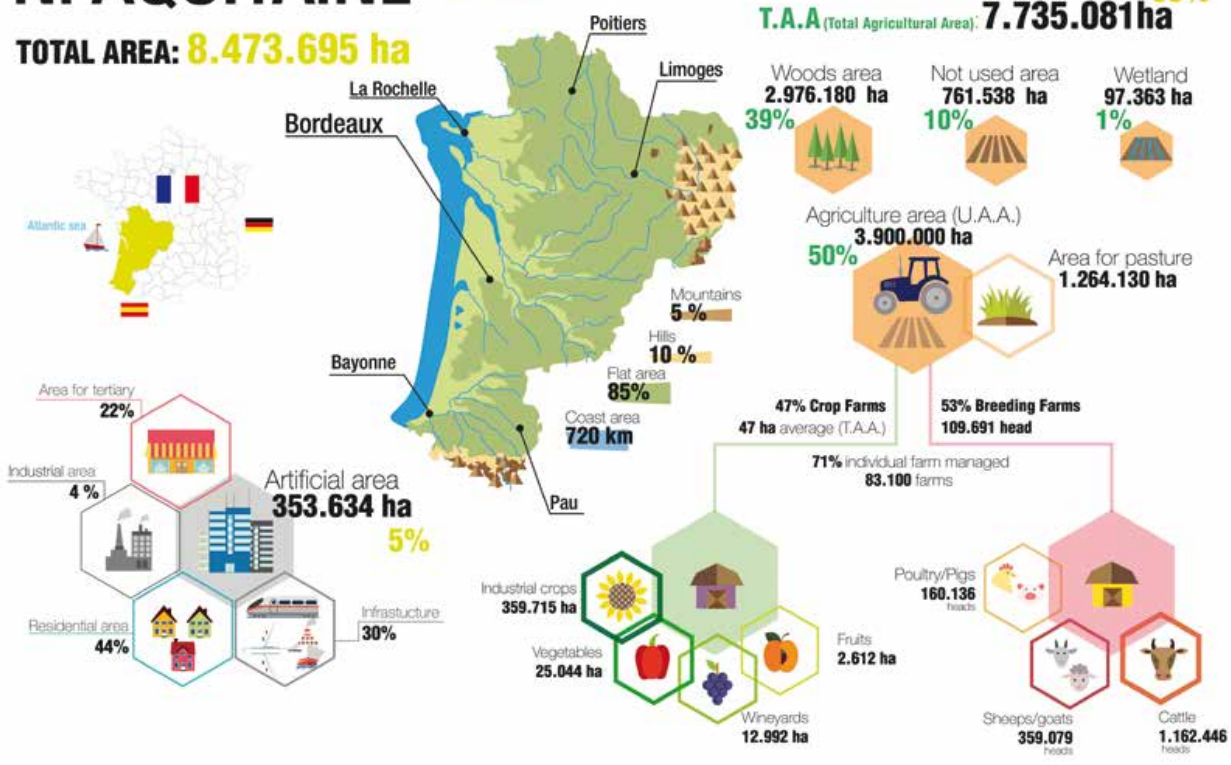 TOTAL AREA: 8.473.695 ha
T.A.A (Total Agricultural Area): 7.735.081ha
Poitiers
Limoges
La Rochelle
Bordeaux
Bayonne
Pau
Atlantic sea
Woods area
2.976.180 ha
39%
Not used area
761.538 ha
10%
Wetland
97.363 ha
1%
Agriculture area (U.A.A.)
3.900.000 ha
50%
Area for pasture
1.264.130 ha
Mountains
5 %
Hills
10 %
Flat area
85%
Coast area
720 km
Area for tertiary
22%
Industrial area
4 %
Artificial area
353.634 ha
5%
Residential area
44%
Infrastucture
30%
47% Crop Farms
47 ha average (T.A.A.)
53% Breeding Farms
109.691 head
71% individual farm managed
83.100 farms
Industrial crops
359.715 ha
Vegetables
25.044 ha
Wineyards
12.992 ha
Fruits
2.612 ha
Poultry/Pigs
160.136
heads
Sheeps/goats
359.079
heads
Cattle
1.162.446
heads